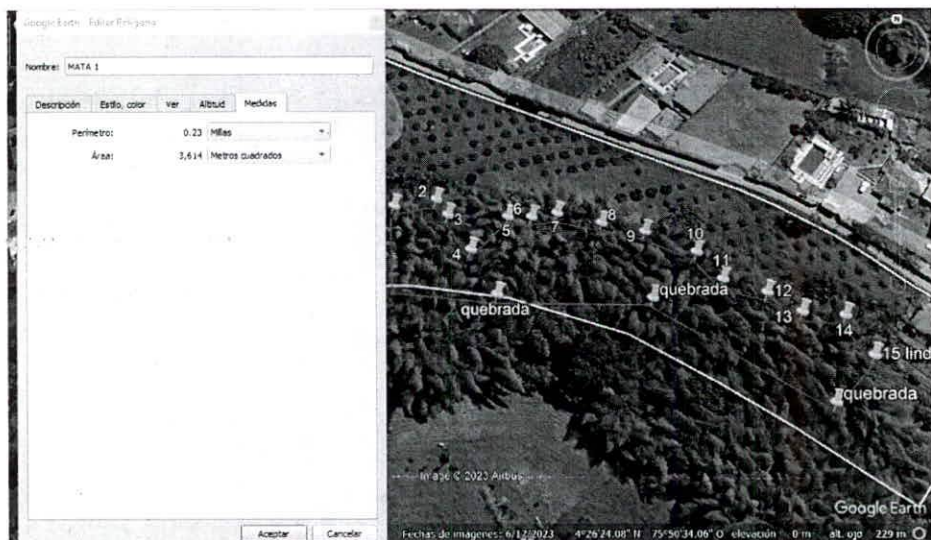 Google Earth - Editar Polígono
Nombre: MATA 1
Descripción Estilo, color Ver Altitud Medidas
Perímetro: 0.23 Millas
Área: 3,614 Metros cuadrados
Aceptar Cancelar
N
2
3
4
5
6
7
8
9
10
11
12
13
14
15 lind
quebrada
quebrada
quebrada
Image © 2023 Airbus
Google Earth
Fechas de imágenes: 6/12/2023 4°26'24.08" N 75°50'34.06" O elevación 0 m alt. ojo 229 m